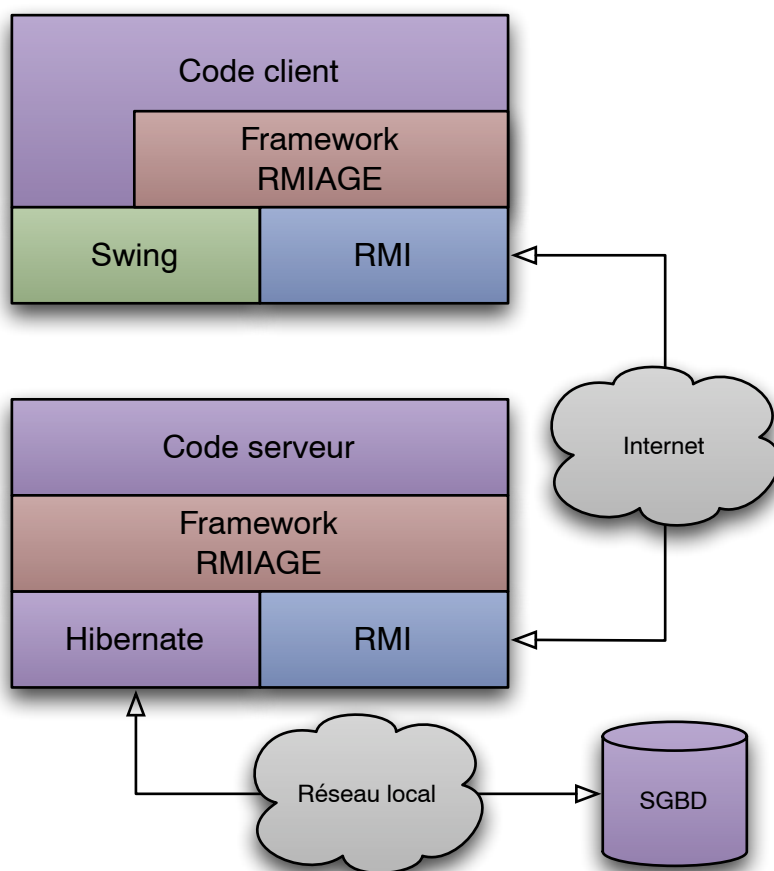 Code client
Framework
RMIAGE
Swing
RMI
Internet
Code serveur
Framework
RMIAGE
Hibernate
RMI
Réseau local
SGBD